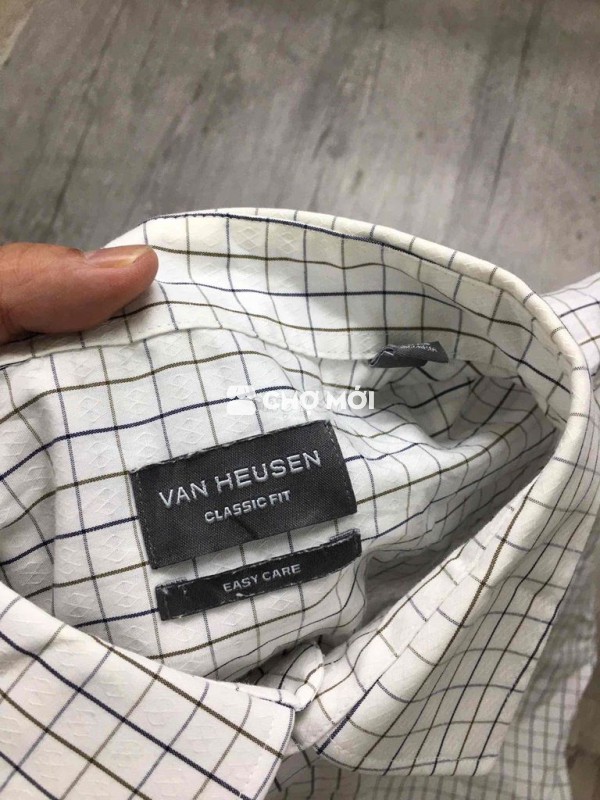 CHỢ MỚI
VAN HEUSEN
CLASSIC FIT
EASY CARE